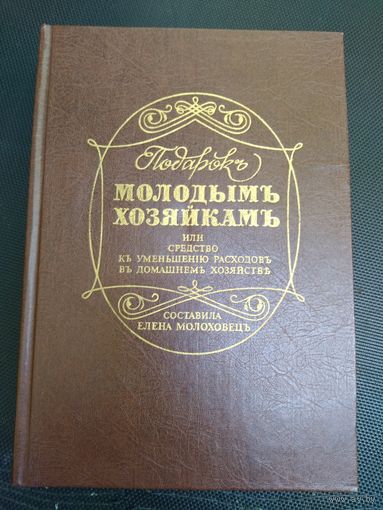 Подарокъ
МОЛОДЫМЪ
ХОЗЯЙКАМЪ
ИЛИ
СРЕДСТВО
КЪ УМЕНЬШЕНІЮ РАСХОДОВЪ
ВЪ ДОМАШНЕМЪ ХОЗЯЙСТВѢ
СОСТАВИЛА
ЕЛЕНА МОЛОХОВЕЦЪ